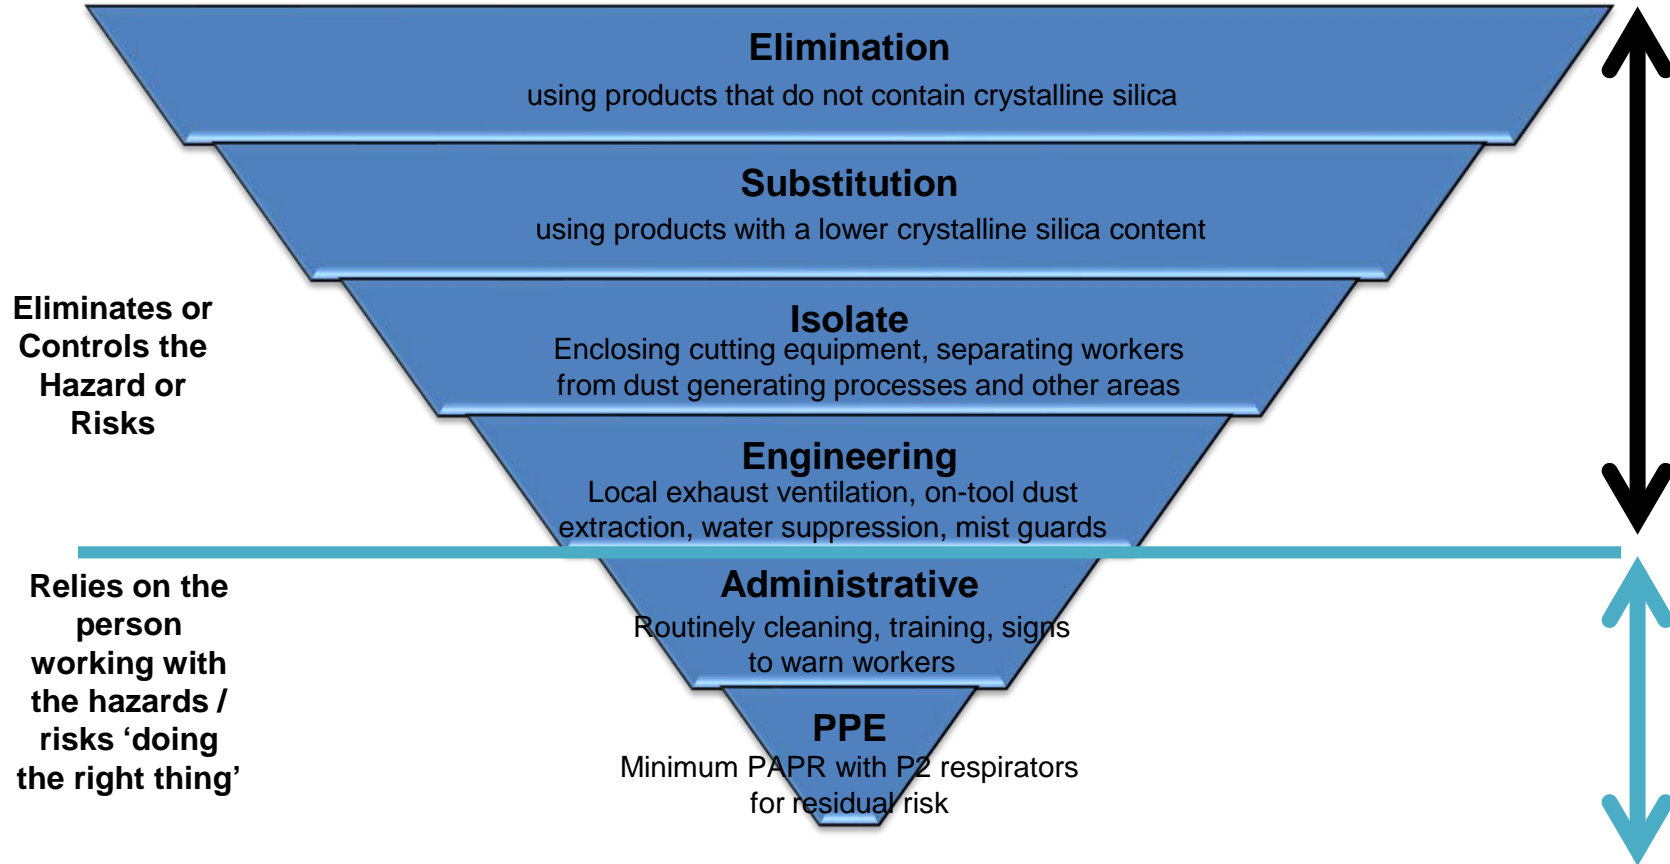 Elimination
using products that do not contain crystalline silica
Substitution
using products with a lower crystalline silica content
Isolate
Enclosing cutting equipment, separating workers
from dust generating processes and other areas
Eliminates or
Controls the
Hazard or
Risks
Engineering
Local exhaust ventilation, on-tool dust
extraction, water suppression, mist guards
Administrative
Routinely cleaning, training, signs
to warn workers
Relies on the
person
working with
the hazards /
risks ‘doing
the right thing’
PPE
Minimum PAPR with P2 respirators
for residual risk